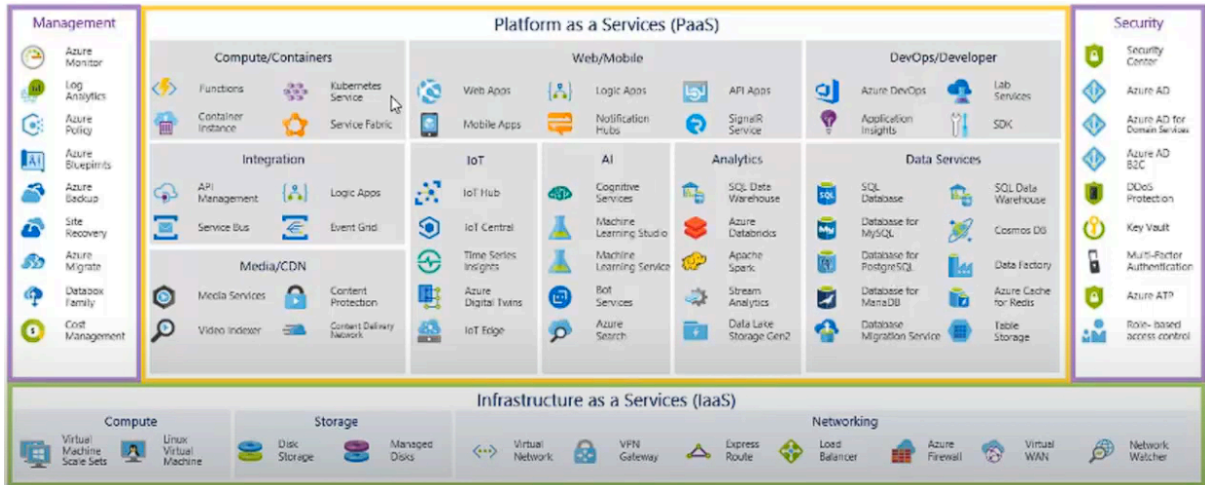 Management
Azure
Monitor
Log
Analytics
Azure
Policy
Azure
Blueprints
Azure
Backup
Site
Recovery
Azure
Migrate
Databox
Family
Cost
Management
Platform as a Services (PaaS)
Compute/Containers
Functions
Kubernetes
Service
Container
Instance
Service Fabric
Web/Mobile
Web Apps
Logic Apps
API Apps
Mobile Apps
Notification
Hubs
SignalR
Service
DevOps/Developer
Azure DevOps
Lab
Services
Application
Insights
SDK
Integration
API
Management
Logic Apps
Service Bus
Event Grid
Media/CDN
Media Services
Content
Protection
Video Indexer
Content Delivery
Network
IoT
IoT Hub
IoT Central
Time Series
Insights
Azure
Digital Twins
IoT Edge
AI
Cognitive
Services
Machine
Learning Studio
Machine
Learning Service
Bot
Services
Azure
Search
Analytics
SQL Data
Warehouse
Azure
Databricks
Apache
Spark
Stream
Analytics
Data Lake
Storage Gen2
Data Services
SQL
Database
SQL Data
Warehouse
Database for
MySQL
Cosmos DB
Database for
PostgreSQL
Data Factory
Database for
MariaDB
Azure Cache
for Redis
Database
Migration Service
Table
Storage
Security
Security
Center
Azure AD
Azure AD for
Domain Services
Azure AD
B2C
DDoS
Protection
Key Vault
Multi-Factor
Authentication
Azure ATP
Role- based
access control
Infrastructure as a Services (IaaS)
Compute
Virtual
Machine
Scale Sets
Linux
Virtual
Machine
Storage
Disk
Storage
Managed
Disks
Networking
Virtual
Network
VPN
Gateway
Express
Route
Load
Balancer
Azure
Firewall
Virtual
WAN
Network
Watcher